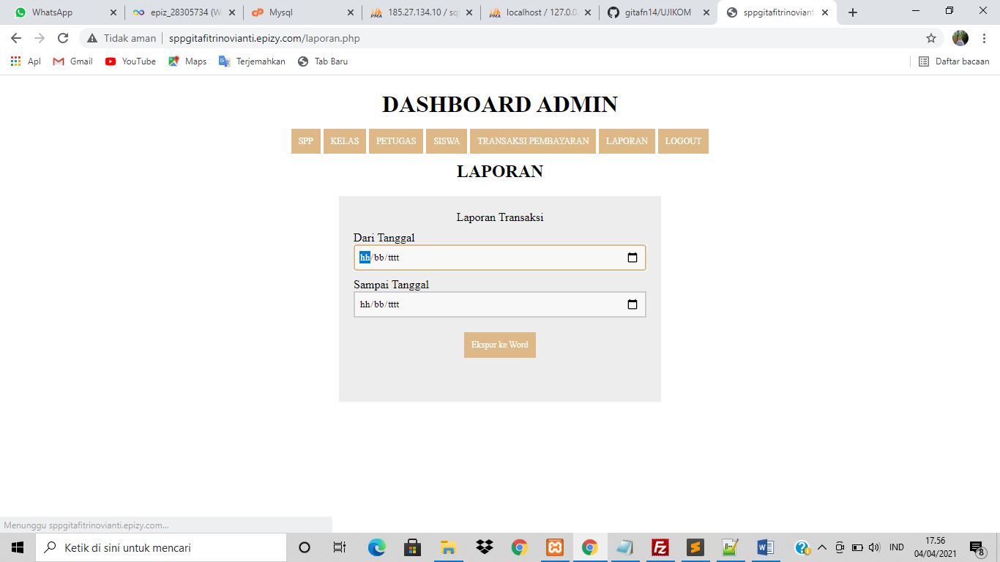 WhatsApp
epiz_28305734 (W
Mysql
185.27.134.10 / sq
localhost / 127.0.0
gitafn14/UJIKOM
sppgitafitrinovianti
Tidak aman
sppgitafitrinovianti.epizy.com/laporan.php
Apl
Gmail
YouTube
Maps
Terjemahkan
Tab Baru
Daftar bacaan
DASHBOARD ADMIN
SPP
KELAS
PETUGAS
SISWA
TRANSAKSI PEMBAYARAN
LAPORAN
LOGOUT
LAPORAN
Laporan Transaksi
Dari Tanggal
hh/bb/tttt
Sampai Tanggal
hh/bb/tttt
Ekspor ke Word
Menunggu sppgitafitrinovianti.epizy.com...
Ketik di sini untuk mencari
IND
17.56
04/04/2021
8